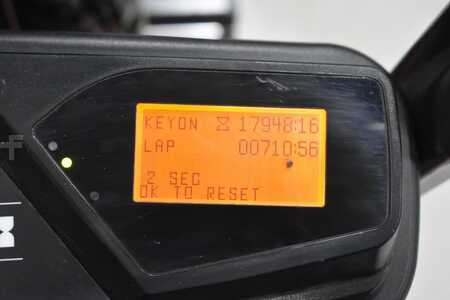 KEYON 17948:16
LAP 00710:56
2 SEC
OK TO RESET
F